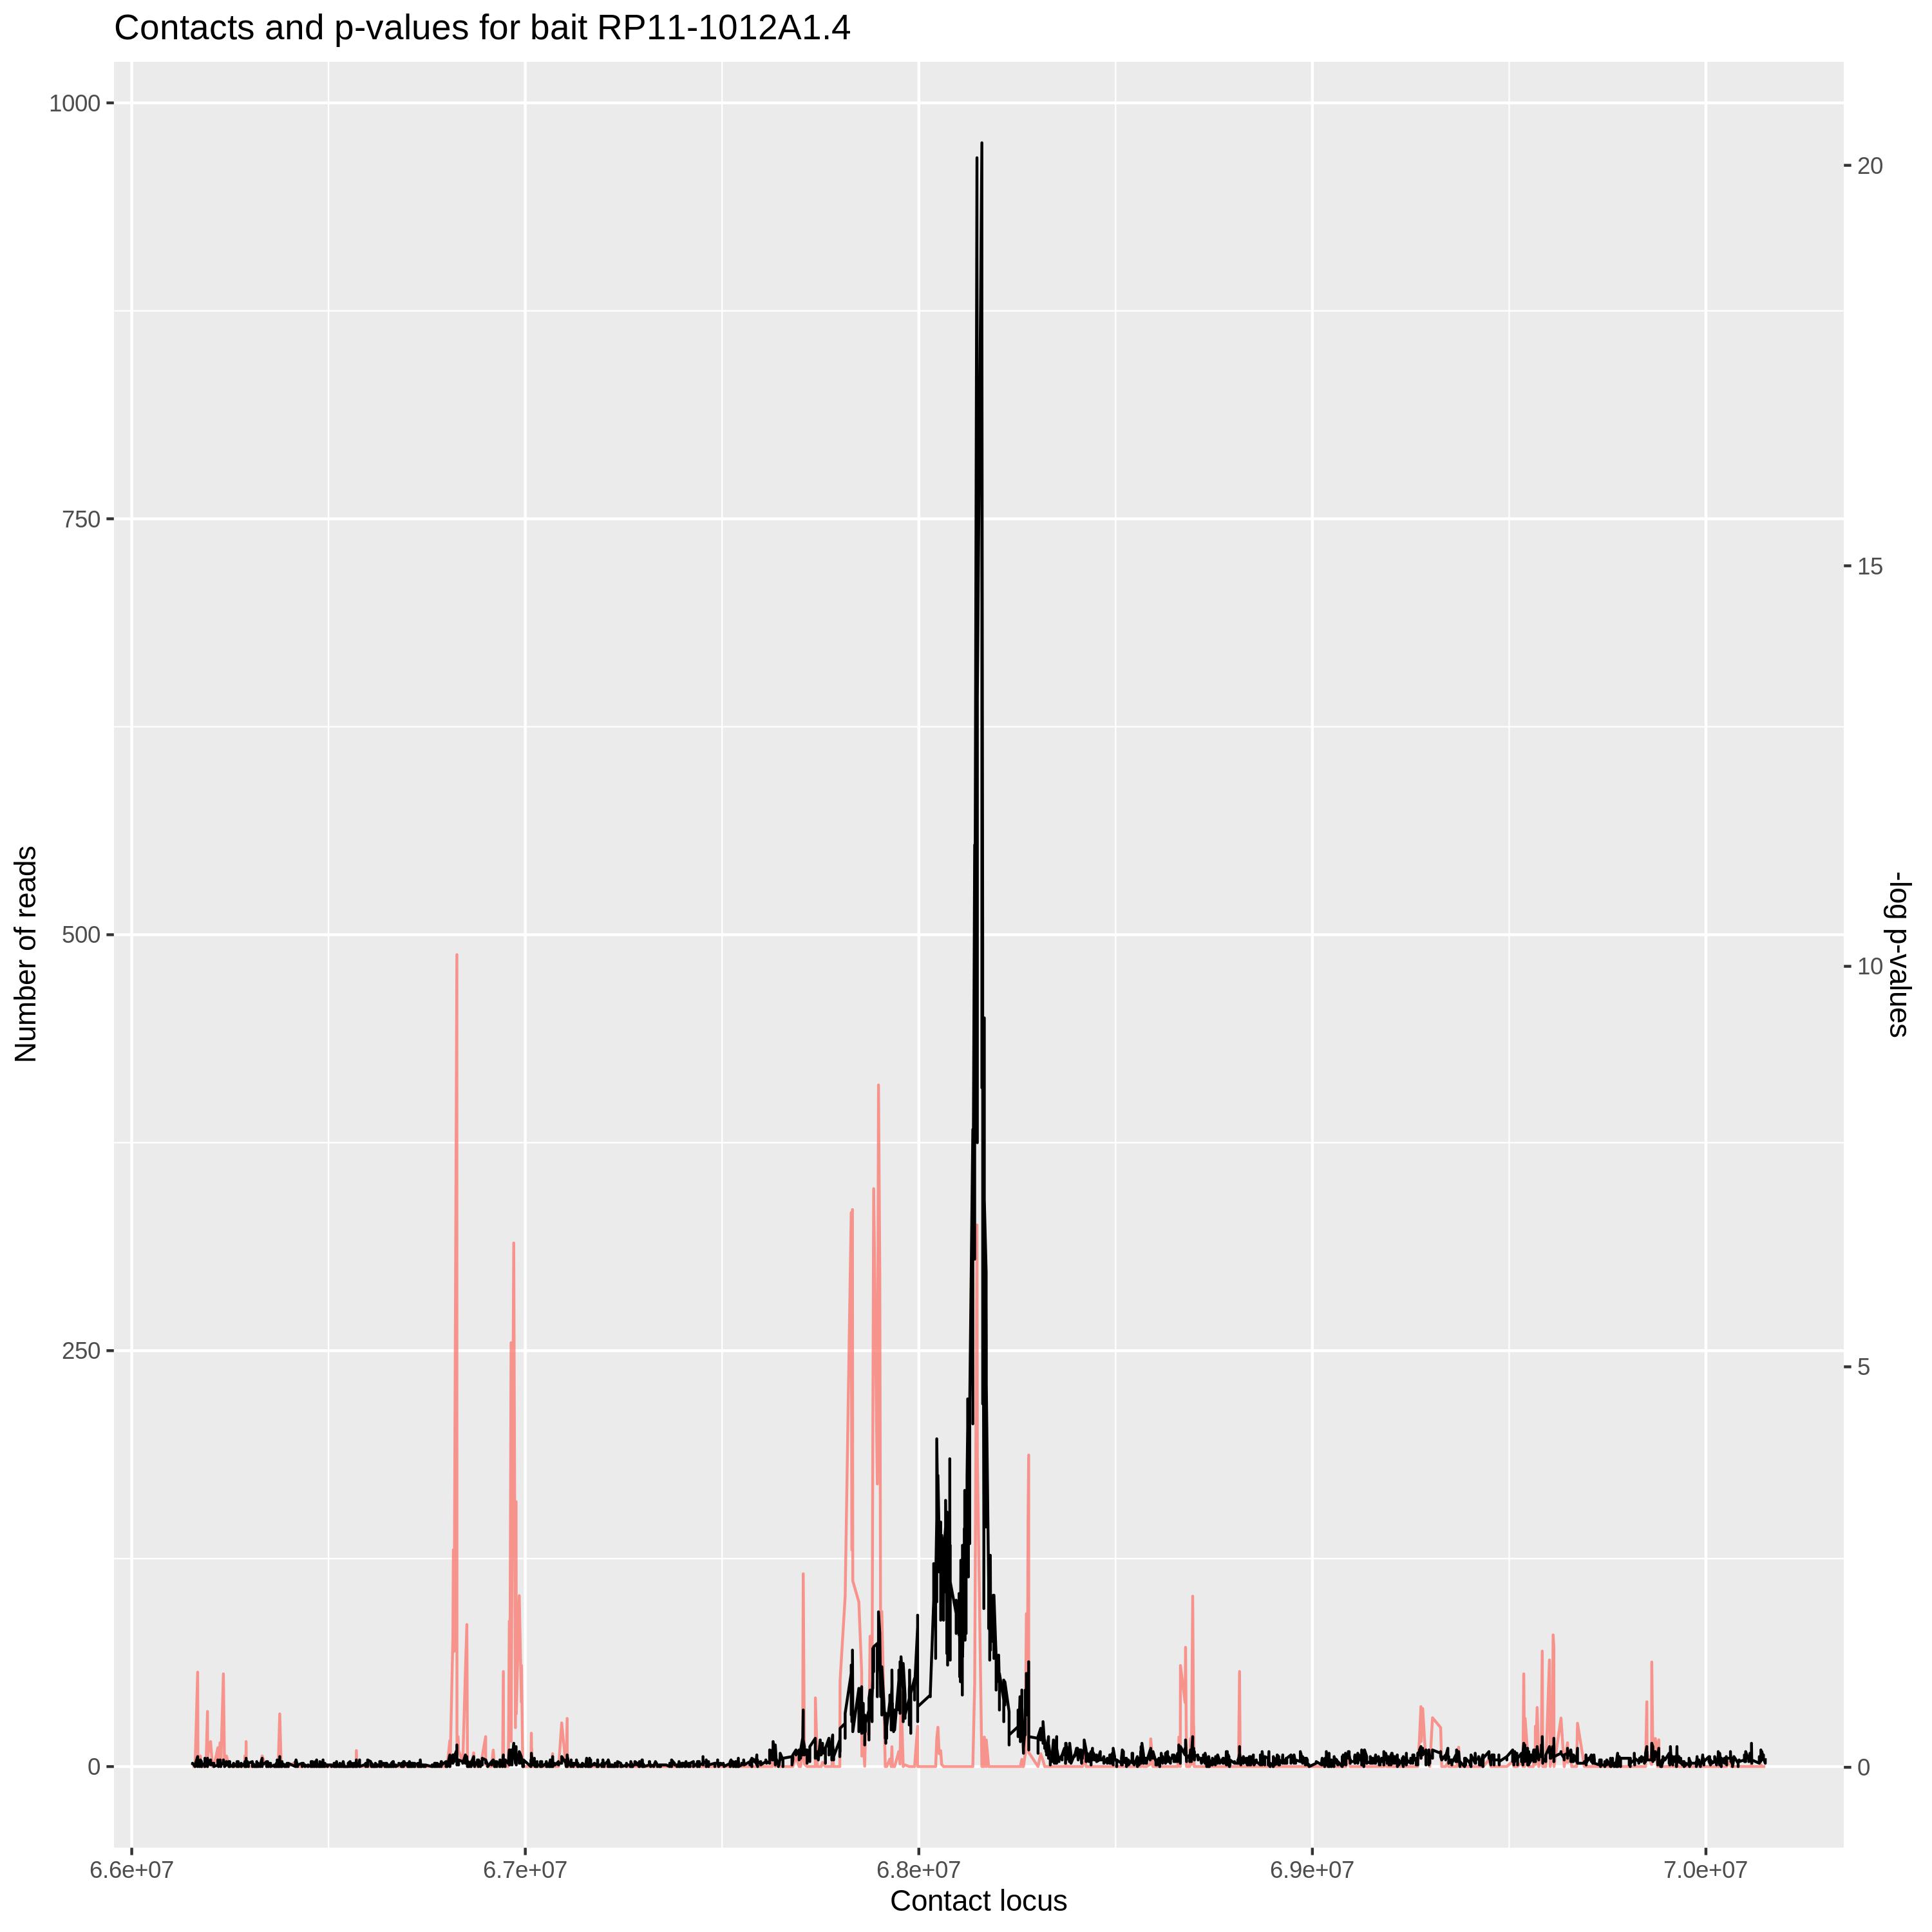 Contacts and p-values for bait RP11-1012A1.4
1000
750
500
250
0
Number of reads
20
15
10
5
0
-log p-values
6.6e+07
6.7e+07
6.8e+07
6.9e+07
7.0e+07
Contact locus